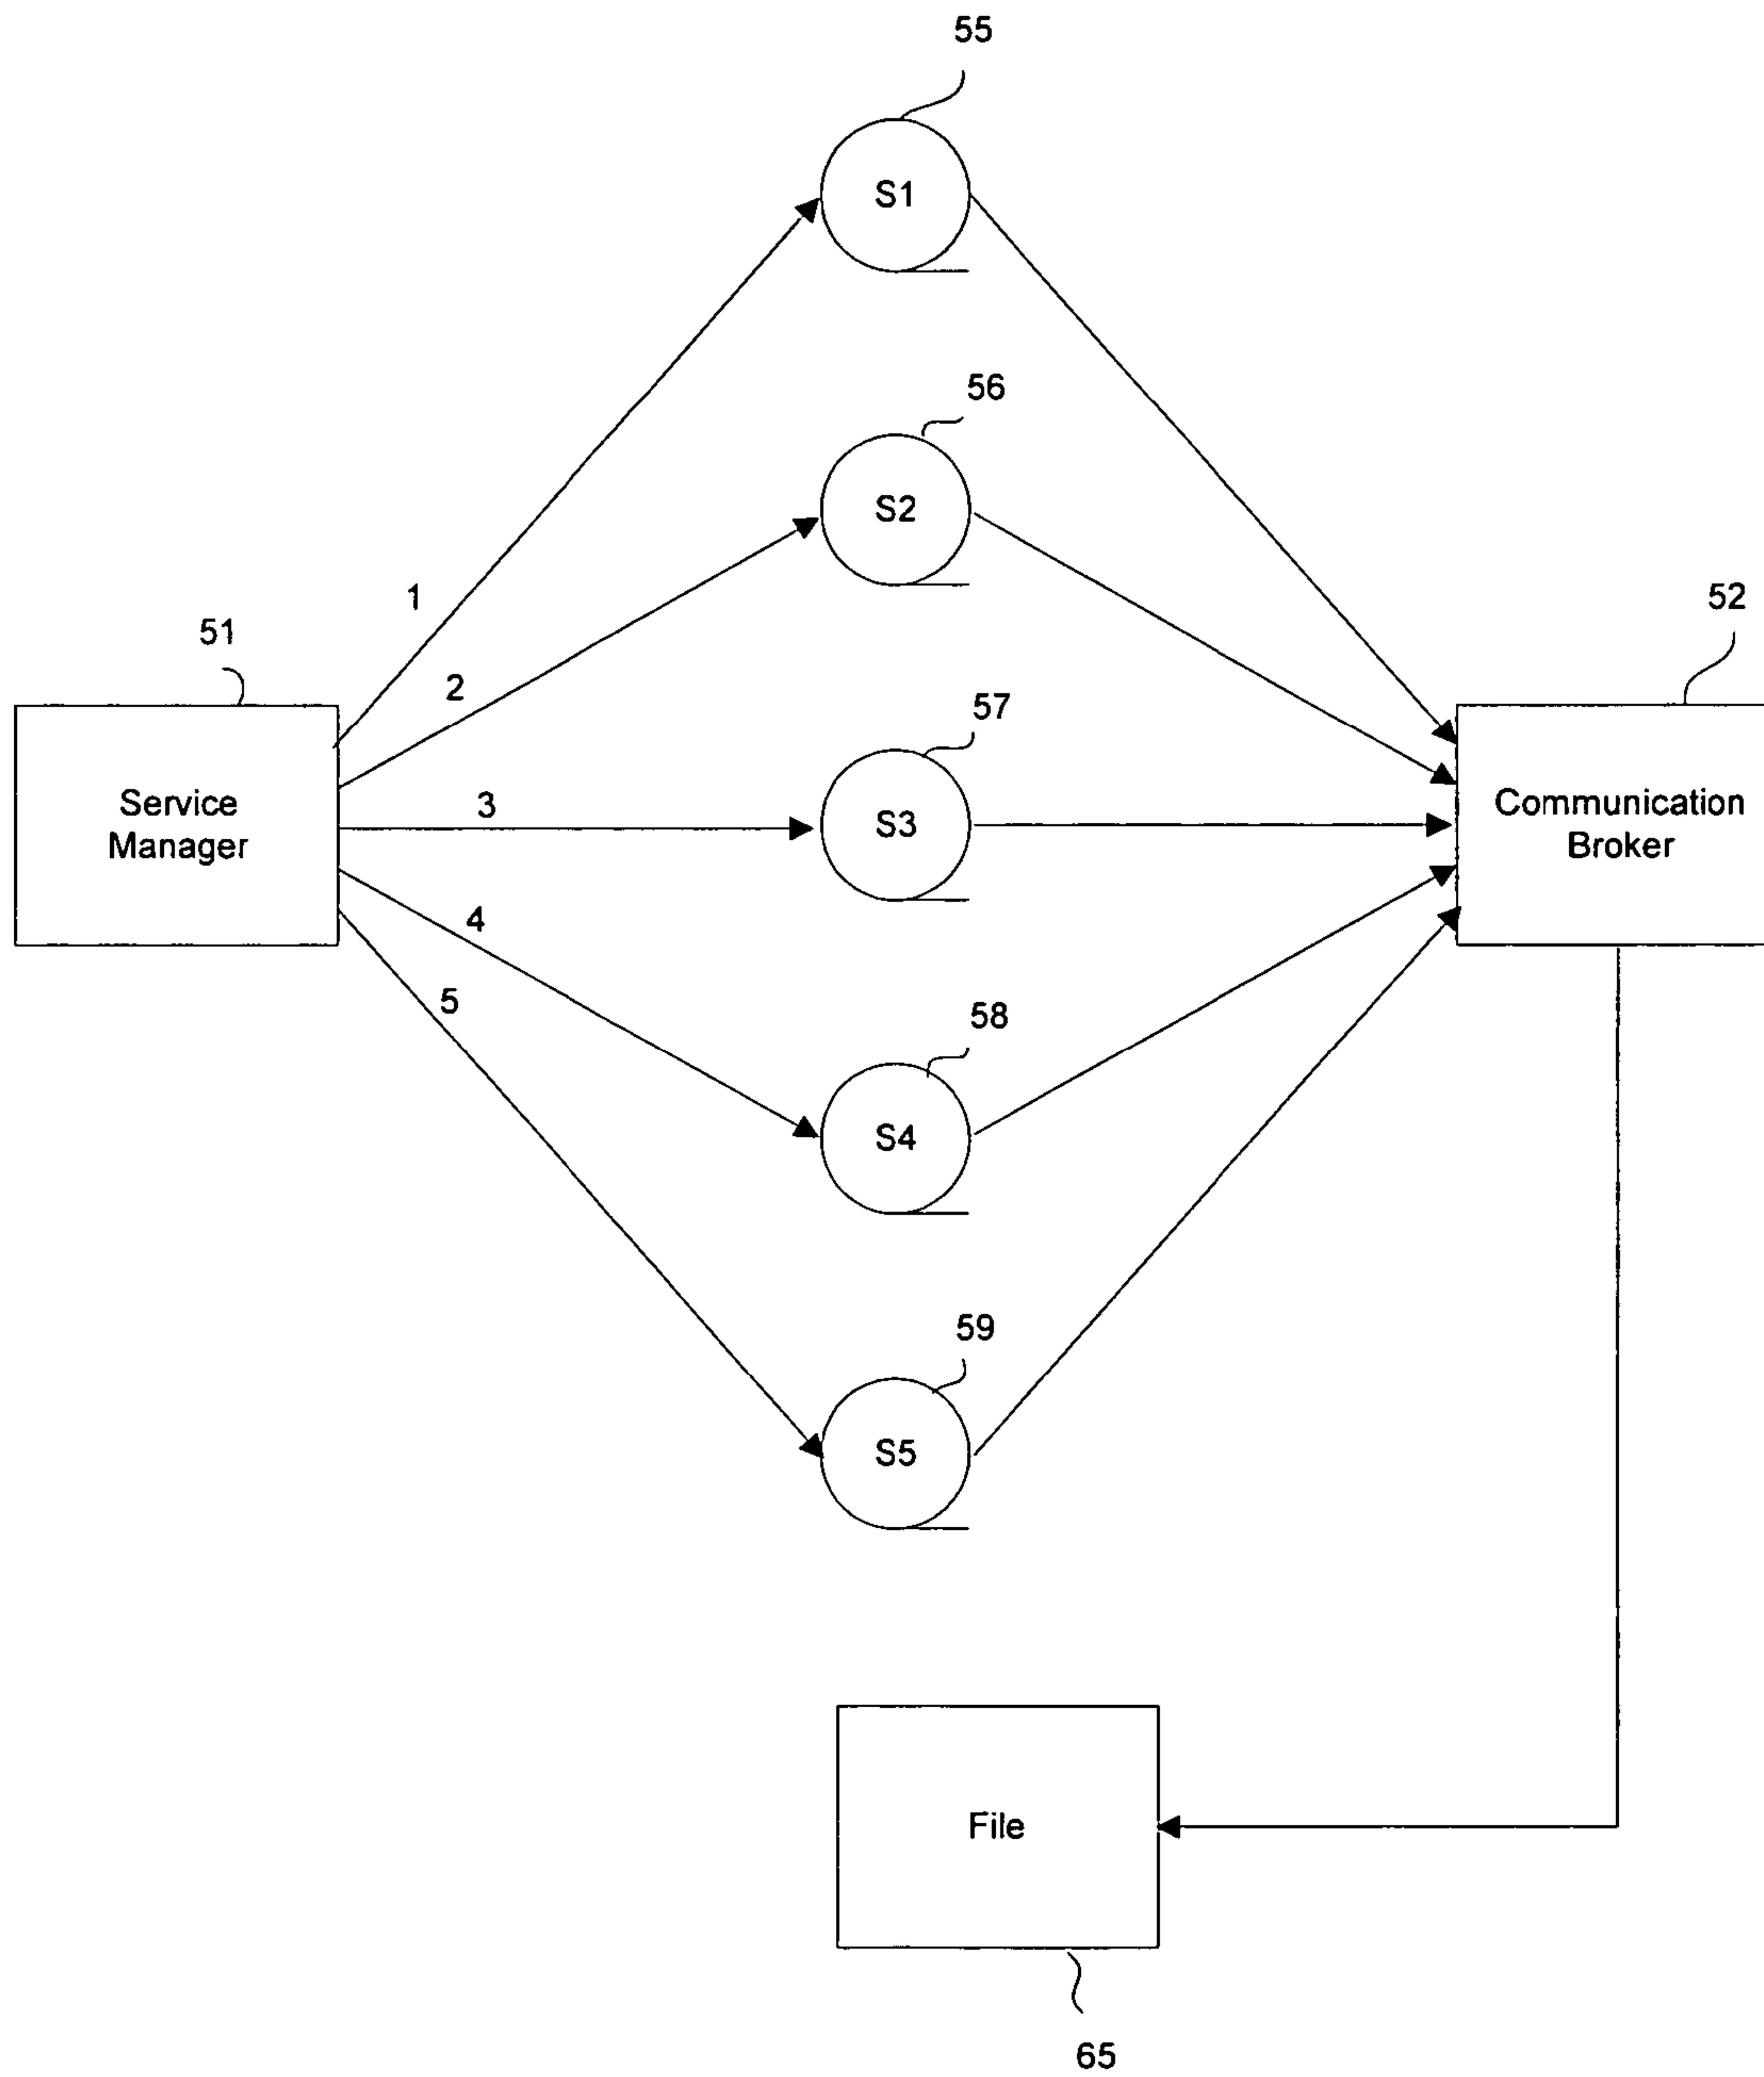 55
S1
56
S2
1
52
51
2
57
3
Service
Manager
S3
Communication
Broker
4
5
58
S4
59
S5
File
65